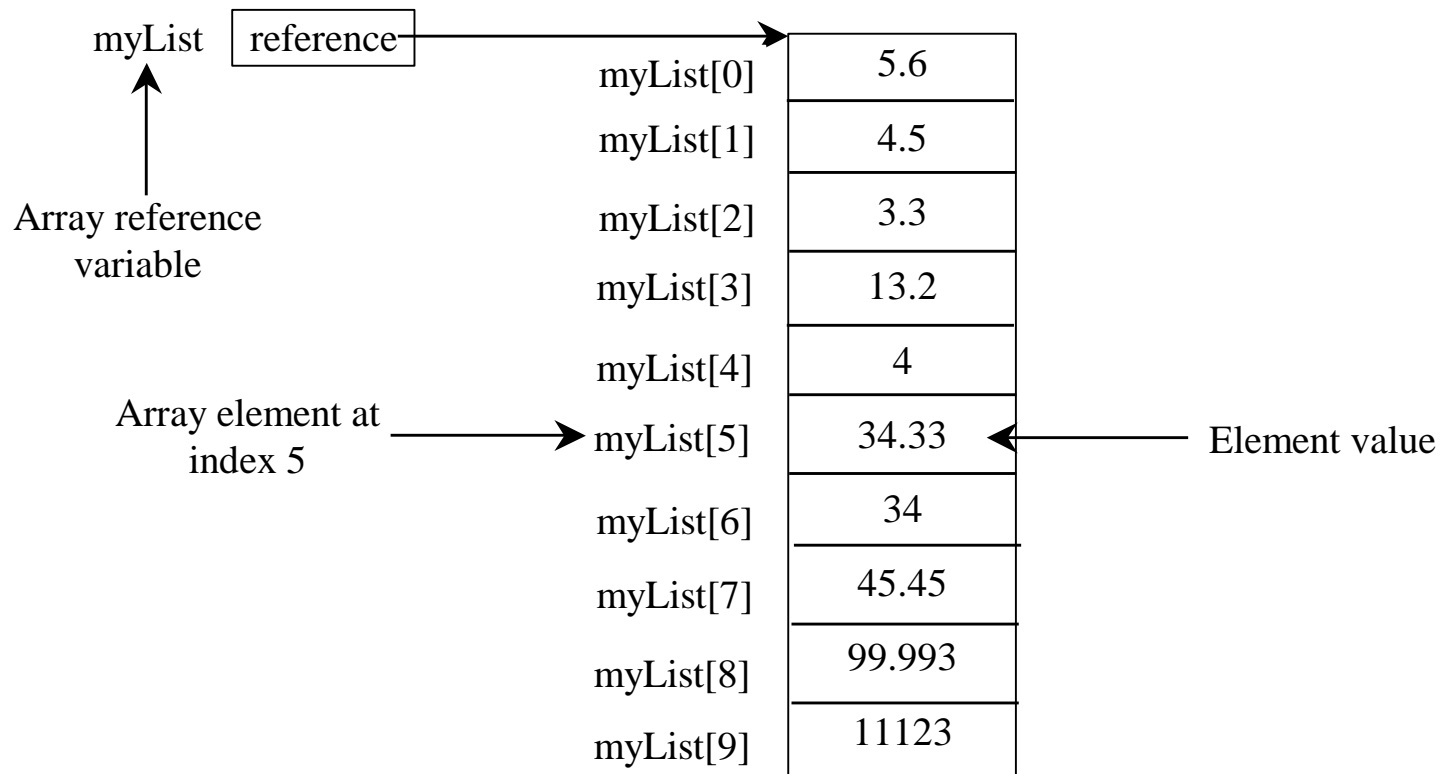 myList reference
myList[0] 5.6
myList[1] 4.5
Array reference
variable
myList[2] 3.3
myList[3] 13.2
myList[4] 4
Array element at
index 5
myList[5] 34.33
Element value
myList[6] 34
myList[7] 45.45
myList[8] 99.993
myList[9] 11123